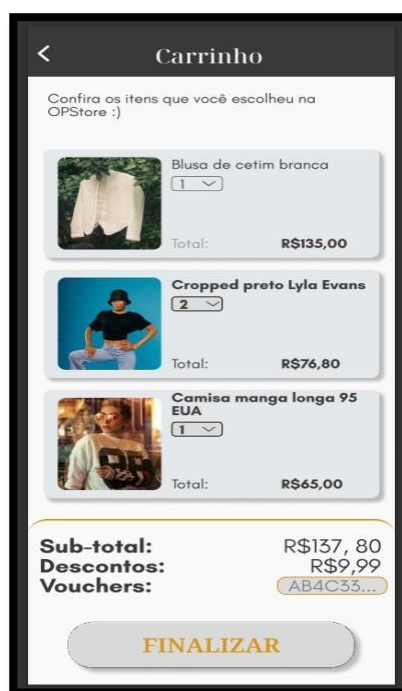 Carrinho
Confira os itens que você escolheu na
OPStore :)
Blusa de cetim branca
1
Total: R$135,00
Cropped preto Lyla Evans
2
Total: R$76,80
Camisa manga longa 95
EUA
1
Total: R$65,00
Sub-total: R$137, 80
Descontos: R$9,99
Vouchers: AB4C33...
FINALIZAR